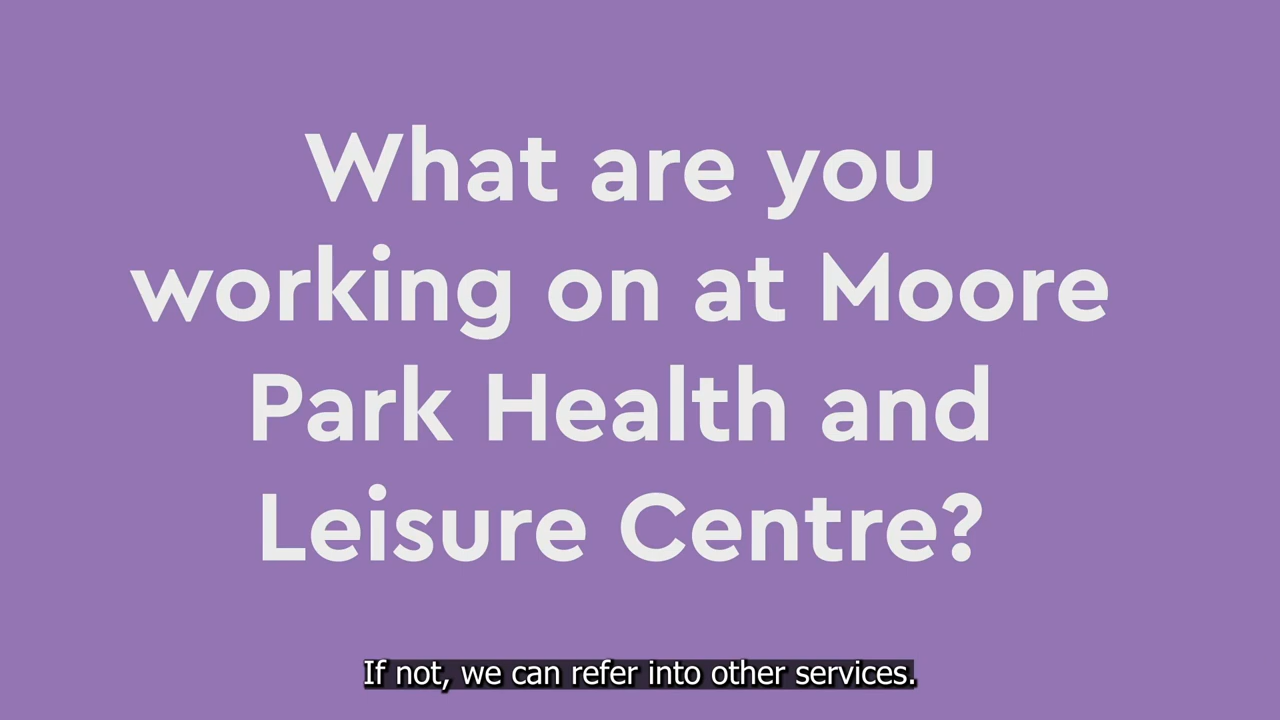 What are you
working on at Moore
Park Health and
Leisure Centre?
If not, we can refer into other services.